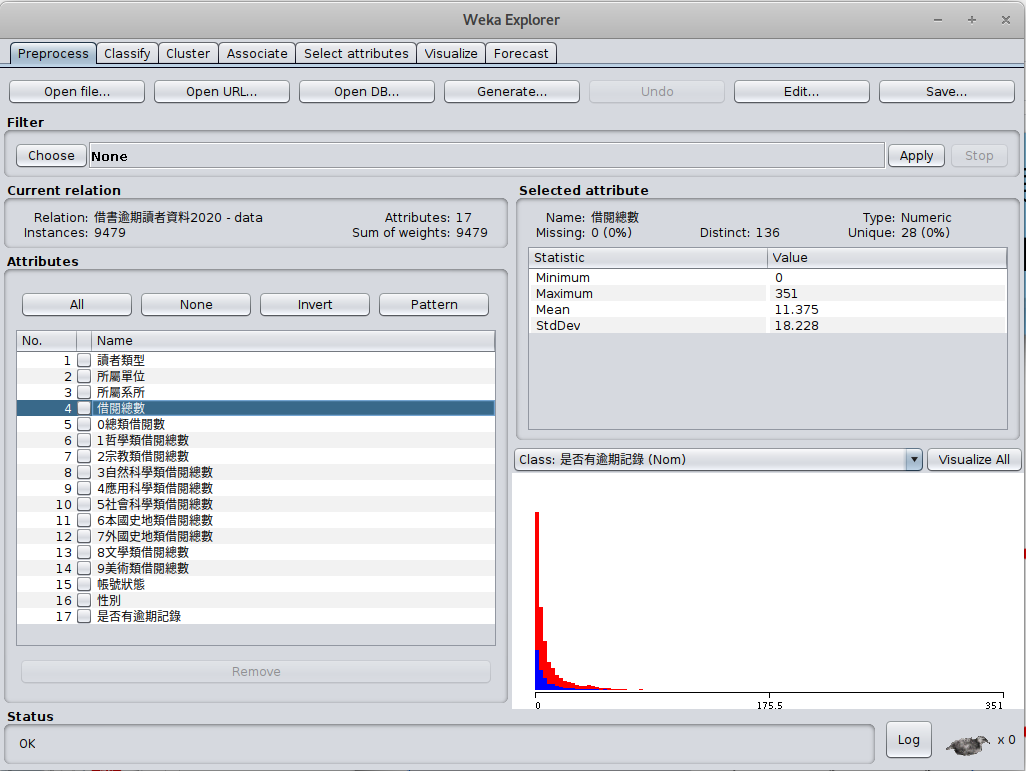 Weka Explorer
Preprocess Classify Cluster Associate Select attributes Visualize Forecast
Open file... Open URL... Open DB... Generate... Undo Edit... Save...
Filter
Choose None Apply Stop
Current relation
Relation: 借書逾期讀者資料2020 - data Attributes: 17
Instances: 9479 Sum of weights: 9479
Attributes
All None Invert Pattern
No. Name
1 讀者類型
2 所屬單位
3 所屬系所
4 借閱總數
5 0總類借閱數
6 1哲學類借閱總數
7 2宗教類借閱總數
8 3自然科學類借閱總數
9 4應用科學類借閱總數
10 5社會科學類借閱總數
11 6本國史地類借閱總數
12 7外國史地類借閱總數
13 8文學類借閱總數
14 9美術類借閱總數
15 帳號狀態
16 性別
17 是否有逾期記錄
Remove
Selected attribute
Name: 借閱總數 Type: Numeric
Missing: 0 (0%) Distinct: 136 Unique: 28 (0%)
Statistic Value
Minimum 0
Maximum 351
Mean 11.375
StdDev 18.228
Class: 是否有逾期記錄 (Nom) Visualize All
0 175.5 351
Status
OK Log x 0